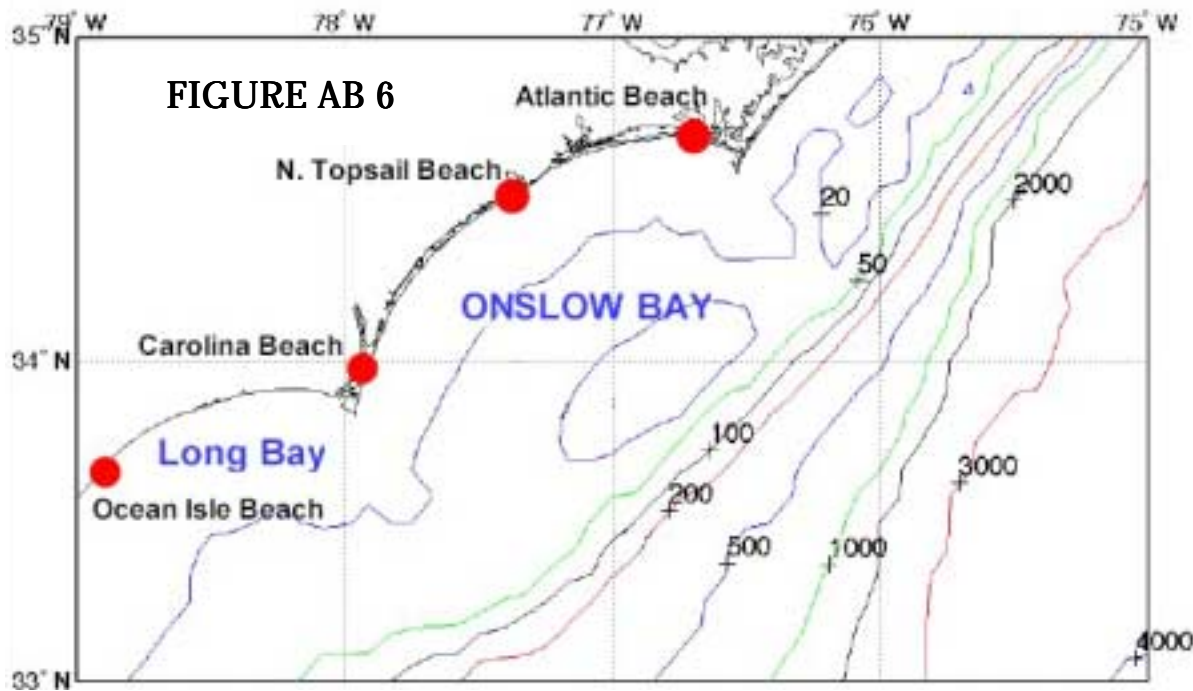 79° W 78° W 77° W 76° W 75° W
35° N
FIGURE AB 6
Atlantic Beach
N. Topsail Beach
2000
20
50
ONSLOW BAY
Carolina Beach
34° N
100
Long Bay
3000
200
Ocean Isle Beach
500
1000
4000
33° N